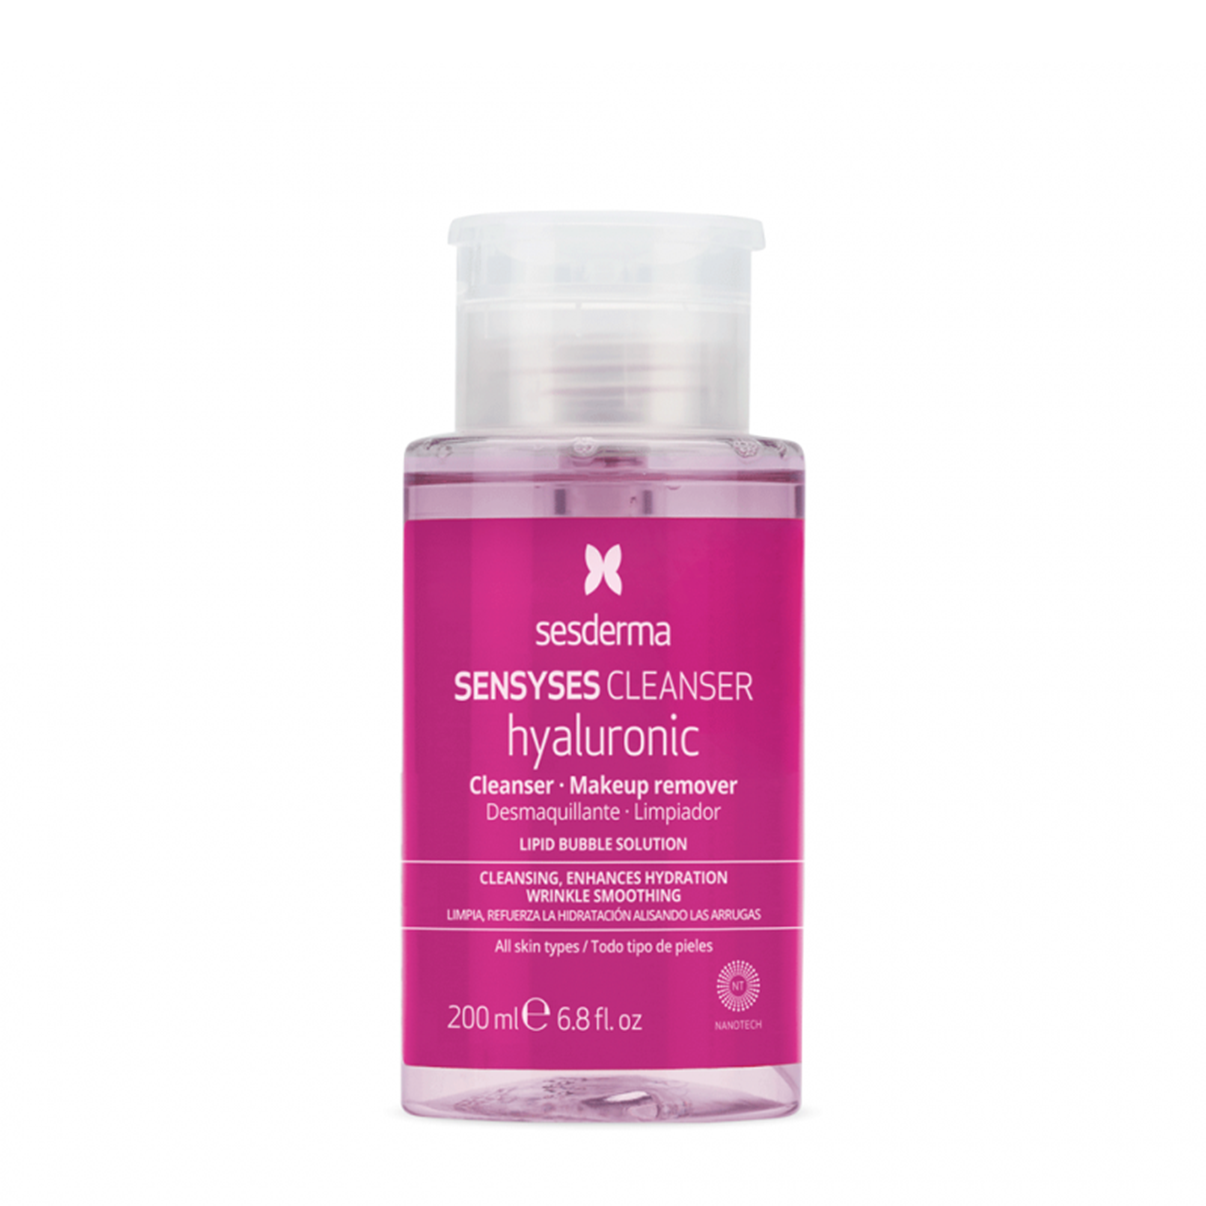 sesderma
SENSYSES CLEANSER
hyaluronic
Cleanser · Makeup remover
Desmaquillante · Limpiador
LIPID BUBBLE SOLUTION
CLEANSING, ENHANCES HYDRATION
WRINKLE SMOOTHING
LIMPIA, REFUERZA LA HIDRATACIÓN ALISANDO LAS ARRUGAS
All skin types / Todo tipo de pieles
NT
NANOTECH
200 ml ℮ 6.8 fl. oz